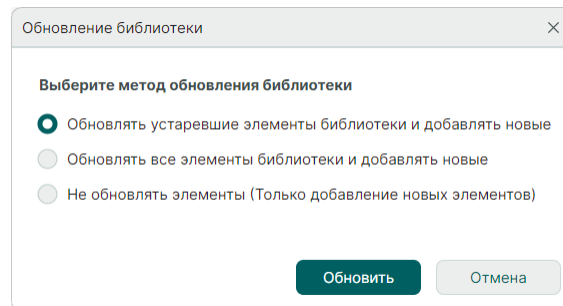 Обновление библиотеки
Выберите метод обновления библиотеки
Обновлять устаревшие элементы библиотеки и добавлять новые
Обновлять все элементы библиотеки и добавлять новые
Не обновлять элементы (Только добавление новых элементов)
Обновить Отмена